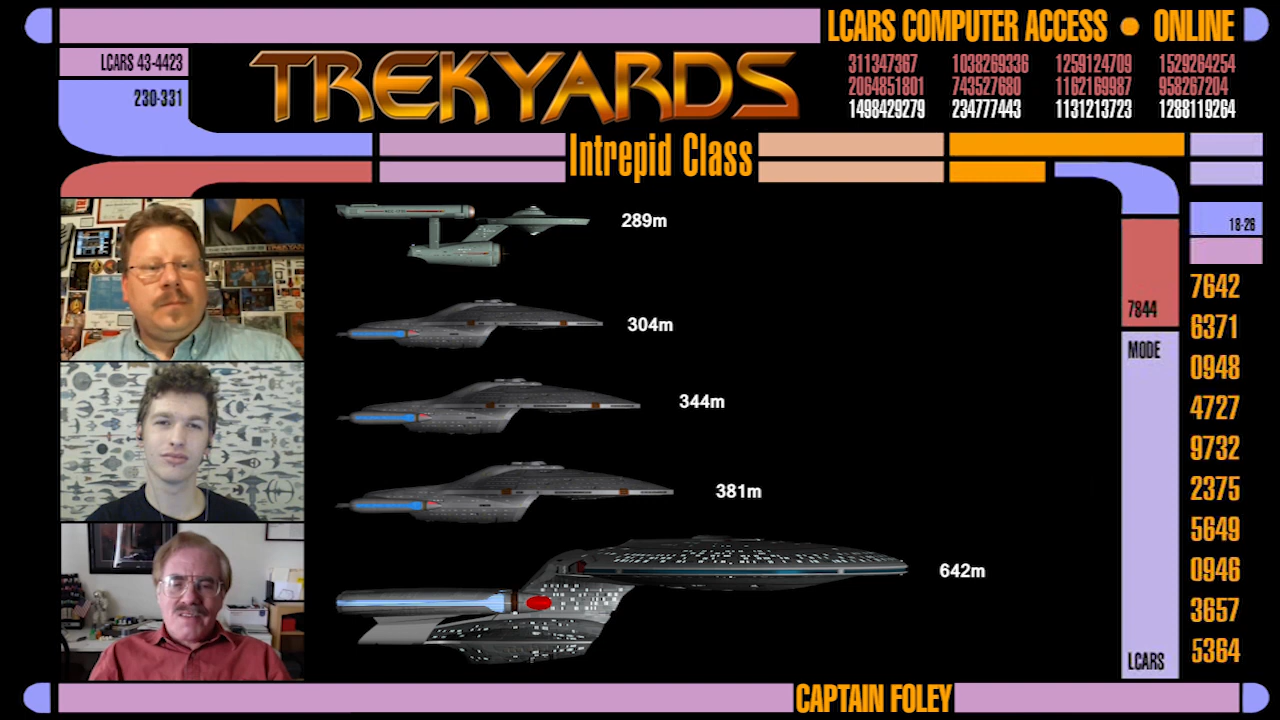 LCARS COMPUTER ACCESS • ONLINE
LCARS 43-4423
230-331
TREKYARDS
311347367 1038269336 1259124709 1529264254
2064851801 743527680 1162169987 958267204
1498429279 234777443 1131213723 1288119264
Intrepid Class
289m
304m
344m
381m
642m
18-26
7844
MODE
LCARS
7642
6371
0948
4727
9732
2375
5649
0946
3657
5364
CAPTAIN FOLEY